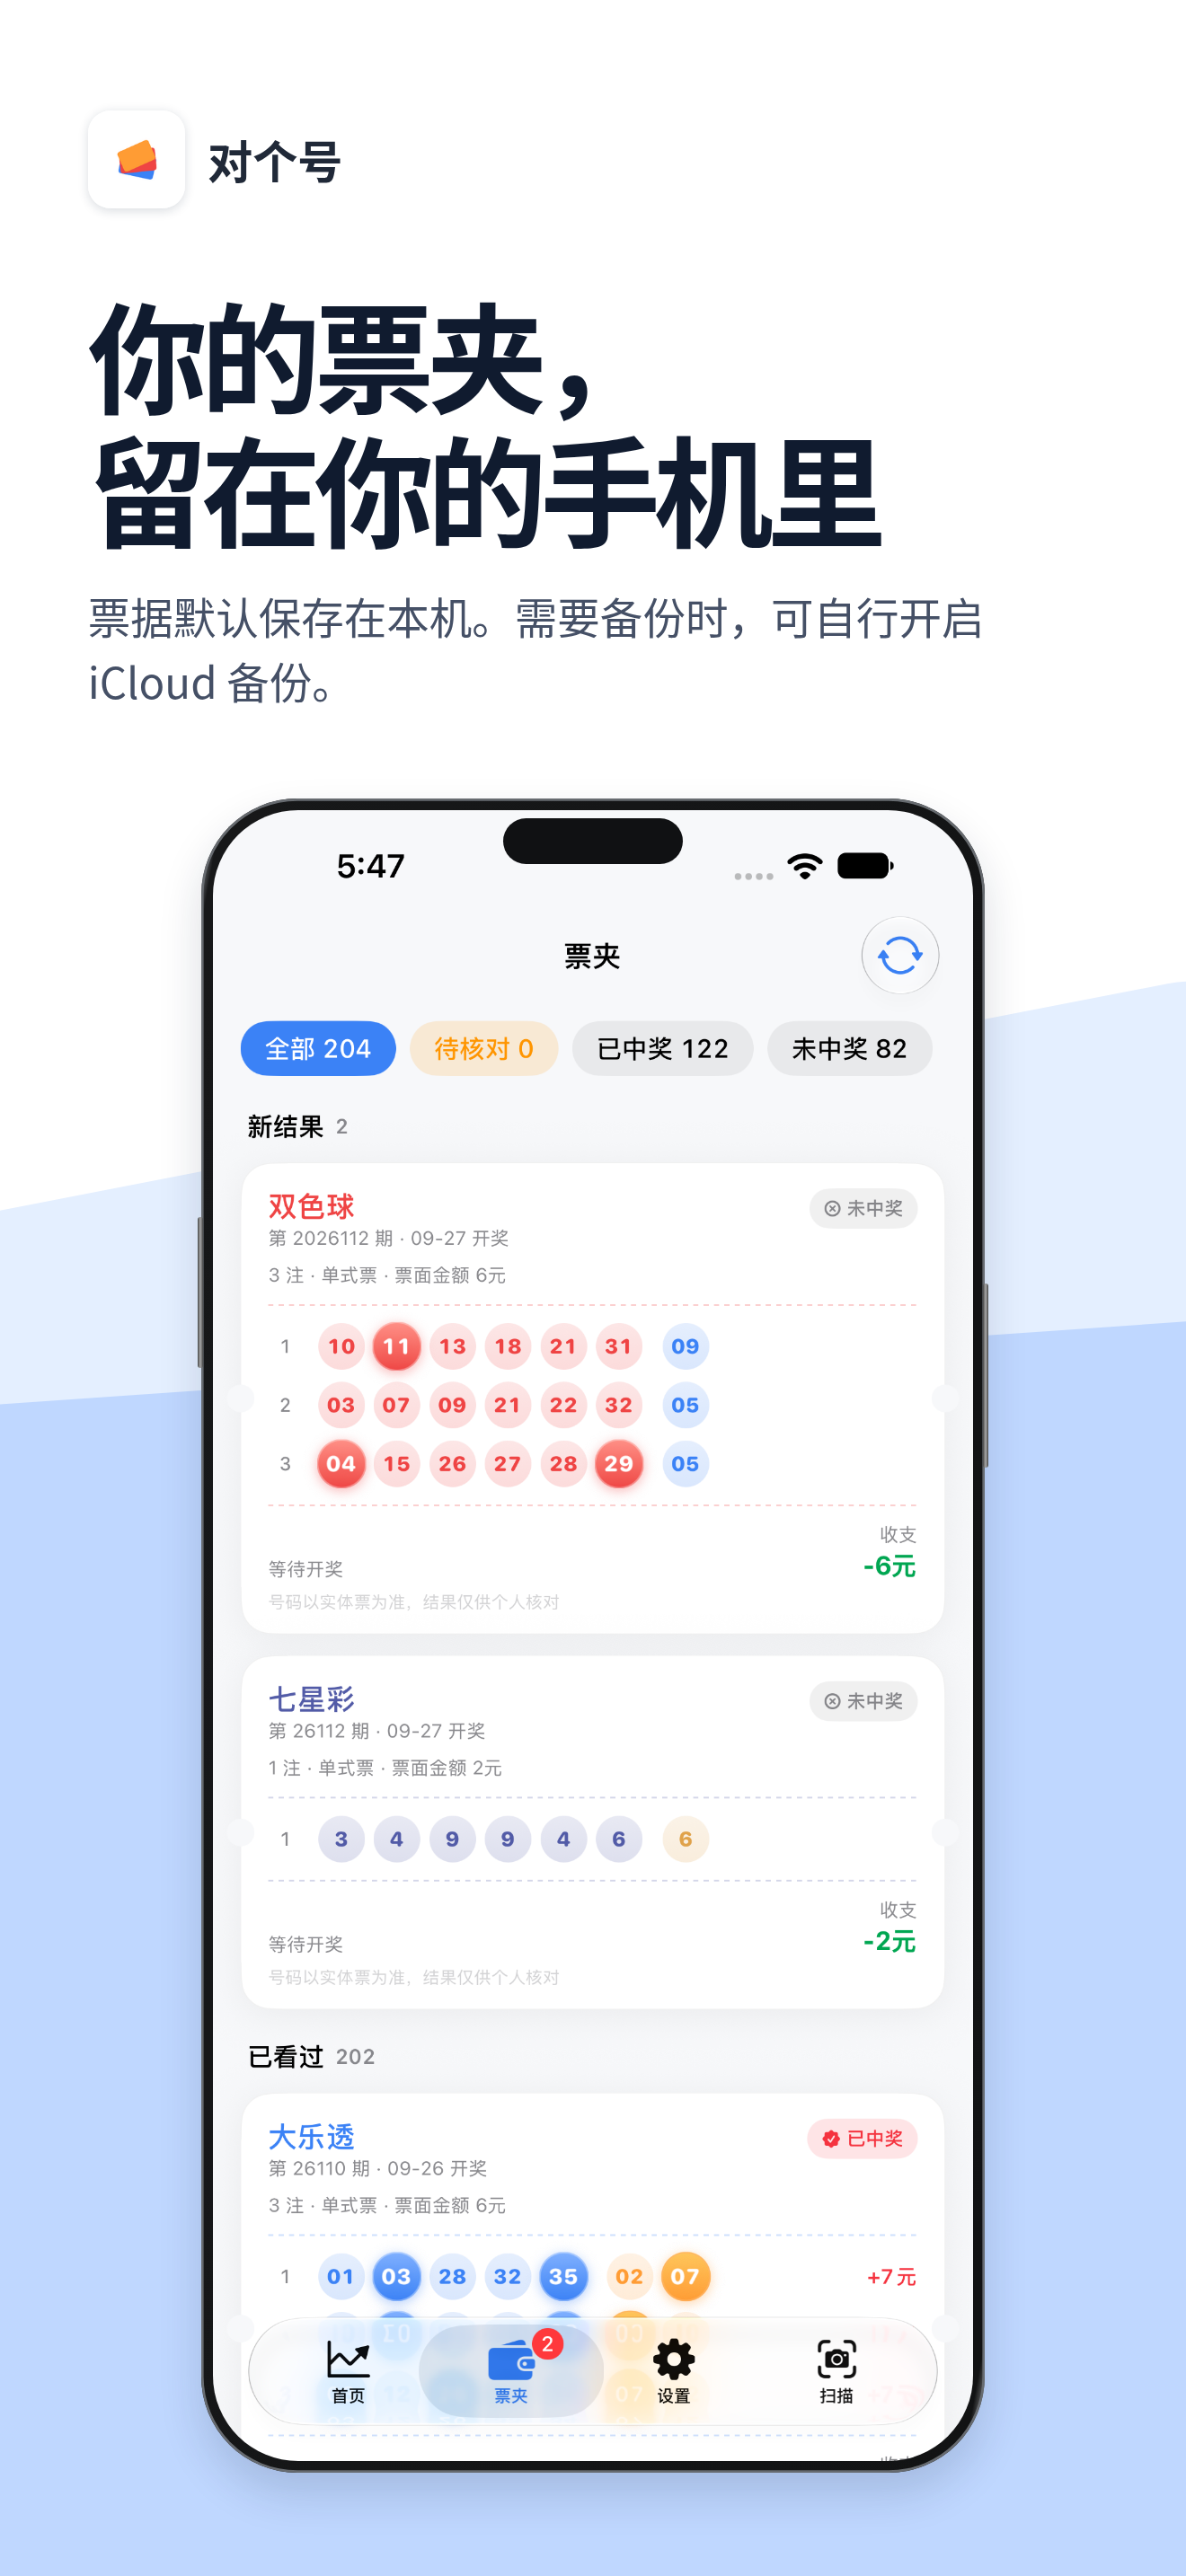 对个号
你的票夹，
留在你的手机里
票据默认保存在本机。需要备份时，可自行开启
iCloud 备份。
5:47
票夹
全部 204 待核对 0 已中奖 122 未中奖 82
新结果 2
双色球 未中奖
第 2026112 期 · 09-27 开奖
3 注 · 单式票 · 票面金额 6元
1 10 11 13 18 21 31 09
2 03 07 09 21 22 32 05
3 04 15 26 27 28 29 05
收支
等待开奖 -6元
号码以实体票为准，结果仅供个人核对
七星彩 未中奖
第 26112 期 · 09-27 开奖
1 注 · 单式票 · 票面金额 2元
1 3 4 9 9 4 6 6
收支
等待开奖 -2元
号码以实体票为准，结果仅供个人核对
已看过 202
大乐透 已中奖
第 26110 期 · 09-26 开奖
3 注 · 单式票 · 票面金额 6元
1 01 03 28 32 35 02 07 +7元
2
首页 票夹 设置 扫描